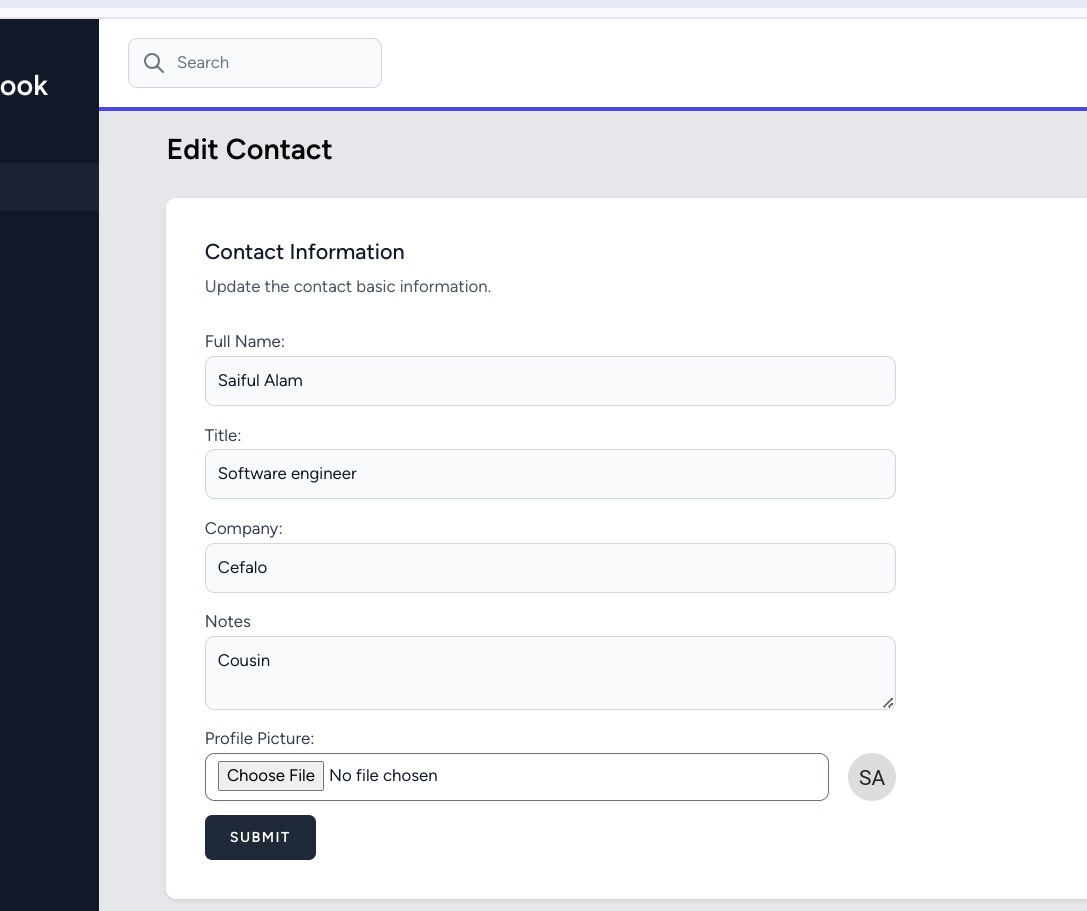 ook
Search
Edit Contact
Contact Information
Update the contact basic information.
Full Name:
Saiful Alam
Title:
Software engineer
Company:
Cefalo
Notes
Cousin
Profile Picture:
Choose File No file chosen
SA
SUBMIT